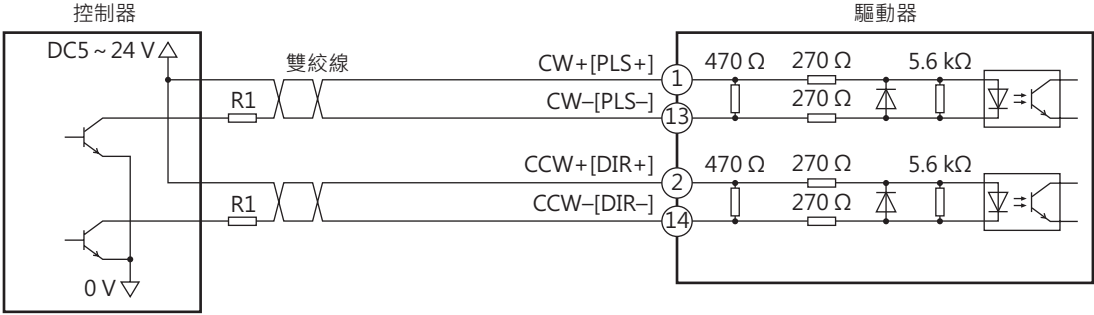 控制器
驅動器
DC5~24 V
雙絞線
CW+[PLS+]
1
470 Ω
270 Ω
5.6 kΩ
R1
CW–[PLS–]
13
270 Ω
CCW+[DIR+]
2
470 Ω
270 Ω
5.6 kΩ
R1
CCW–[DIR–]
14
270 Ω
0 V